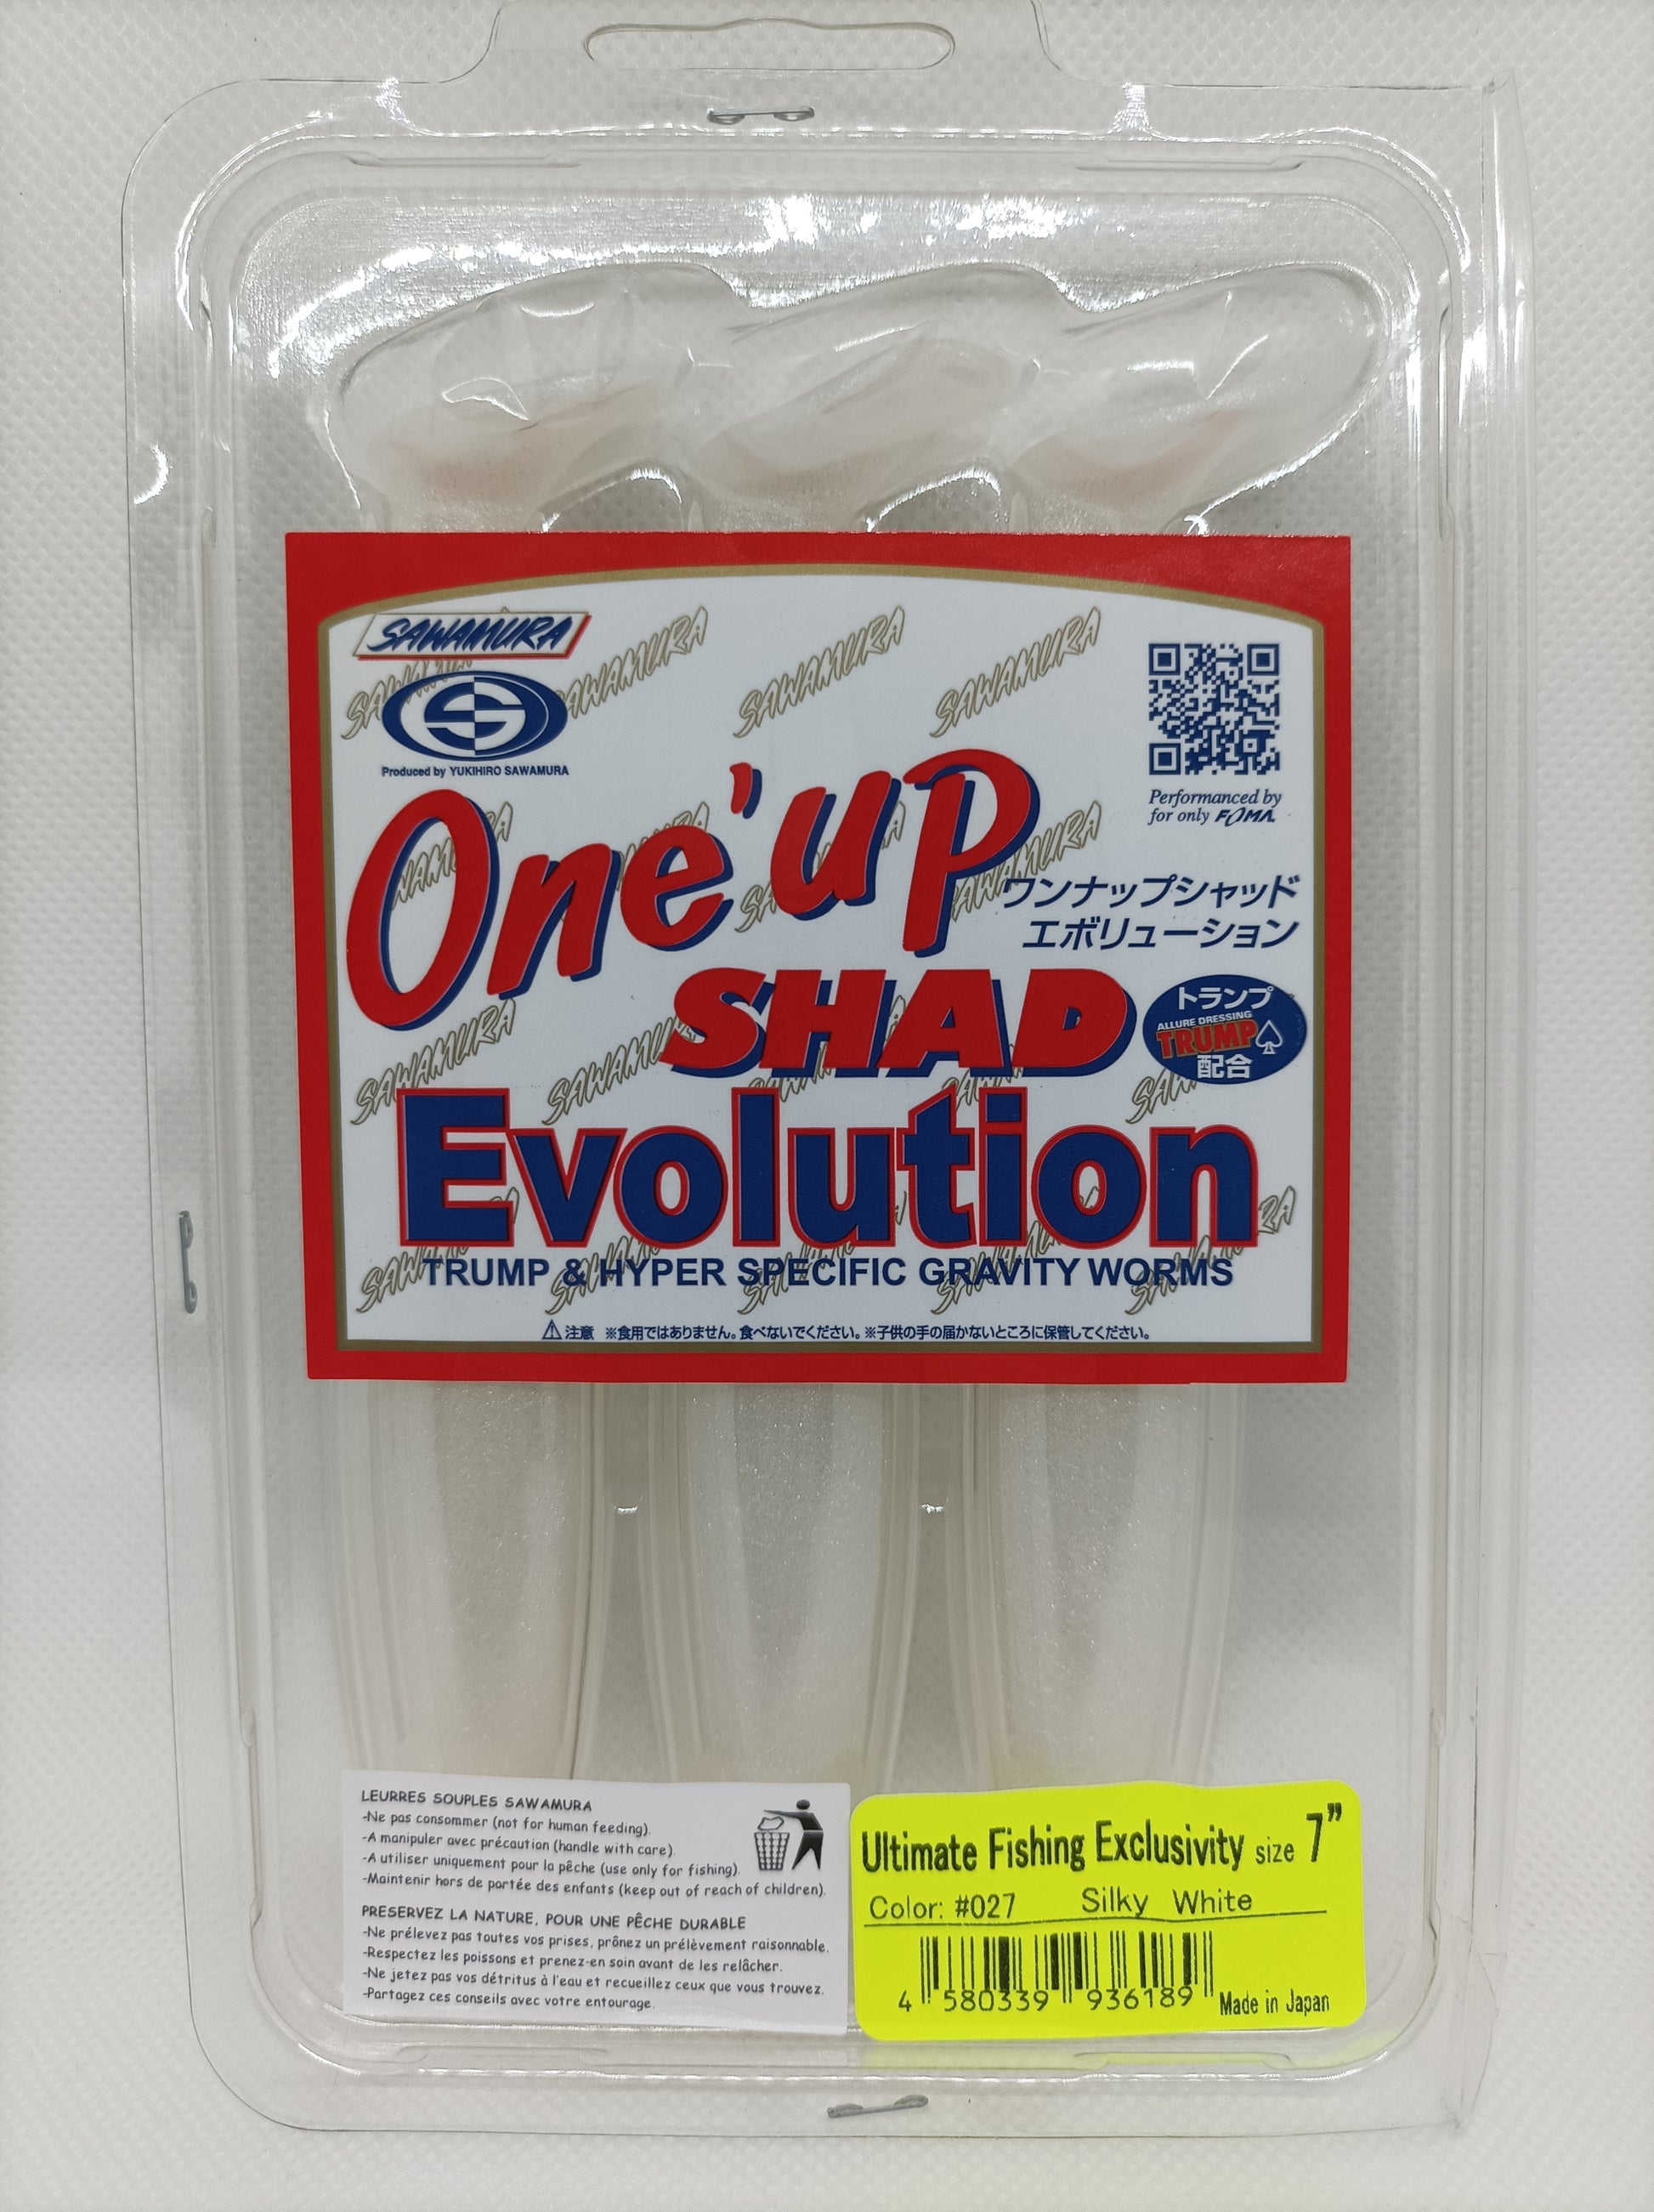 SAWAMURA
Produced by YUKIHIRO SAWAMURA
Performanced by
for only FOMA
One'up
ワンナップシャッド
エボリューション
SHAD
トランプ
ALLURE DRESSING
TRUMP
配合
Evolution
TRUMP & HYPER SPECIFIC GRAVITY WORMS
注意 ※食用ではありません。食べないでください。※子供の手の届かないところに保管してください。
LEURRES SOUPLES SAWAMURA
-Ne pas consommer (not for human feeding).
-A manipuler avec précaution (handle with care).
-A utiliser uniquement pour la pêche (use only for fishing).
-Maintenir hors de portée des enfants (keep out of reach of children).
PRESERVEZ LA NATURE, POUR UNE PÊCHE DURABLE
-Ne prélevez pas toutes vos prises, prônez un prélèvement raisonnable.
-Respectez les poissons et prenez-en soin avant de les relâcher.
-Ne jetez pas vos détritus à l'eau et recueillez ceux que vous trouvez.
-Partagez ces conseils avec votre entourage.
Ultimate Fishing Exclusivity size 7"
Color: #027 Silky White
4 580339 936189 Made in Japan